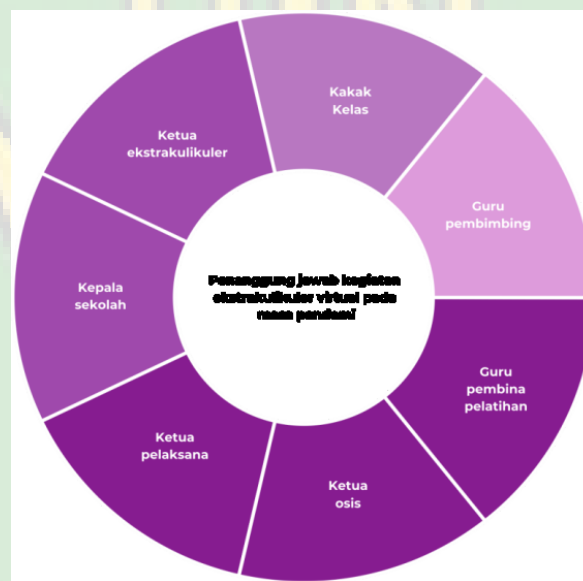 Kakak
Kelas
Ketua
ekstrakulikuler
Guru
pembimbing
Kepala
sekolah
Penanggung jawab kegiatan
ekstrakulikuler virtual pada
masa pandemi
Guru
pembina
pelatihan
Ketua
pelaksana
Ketua
osis